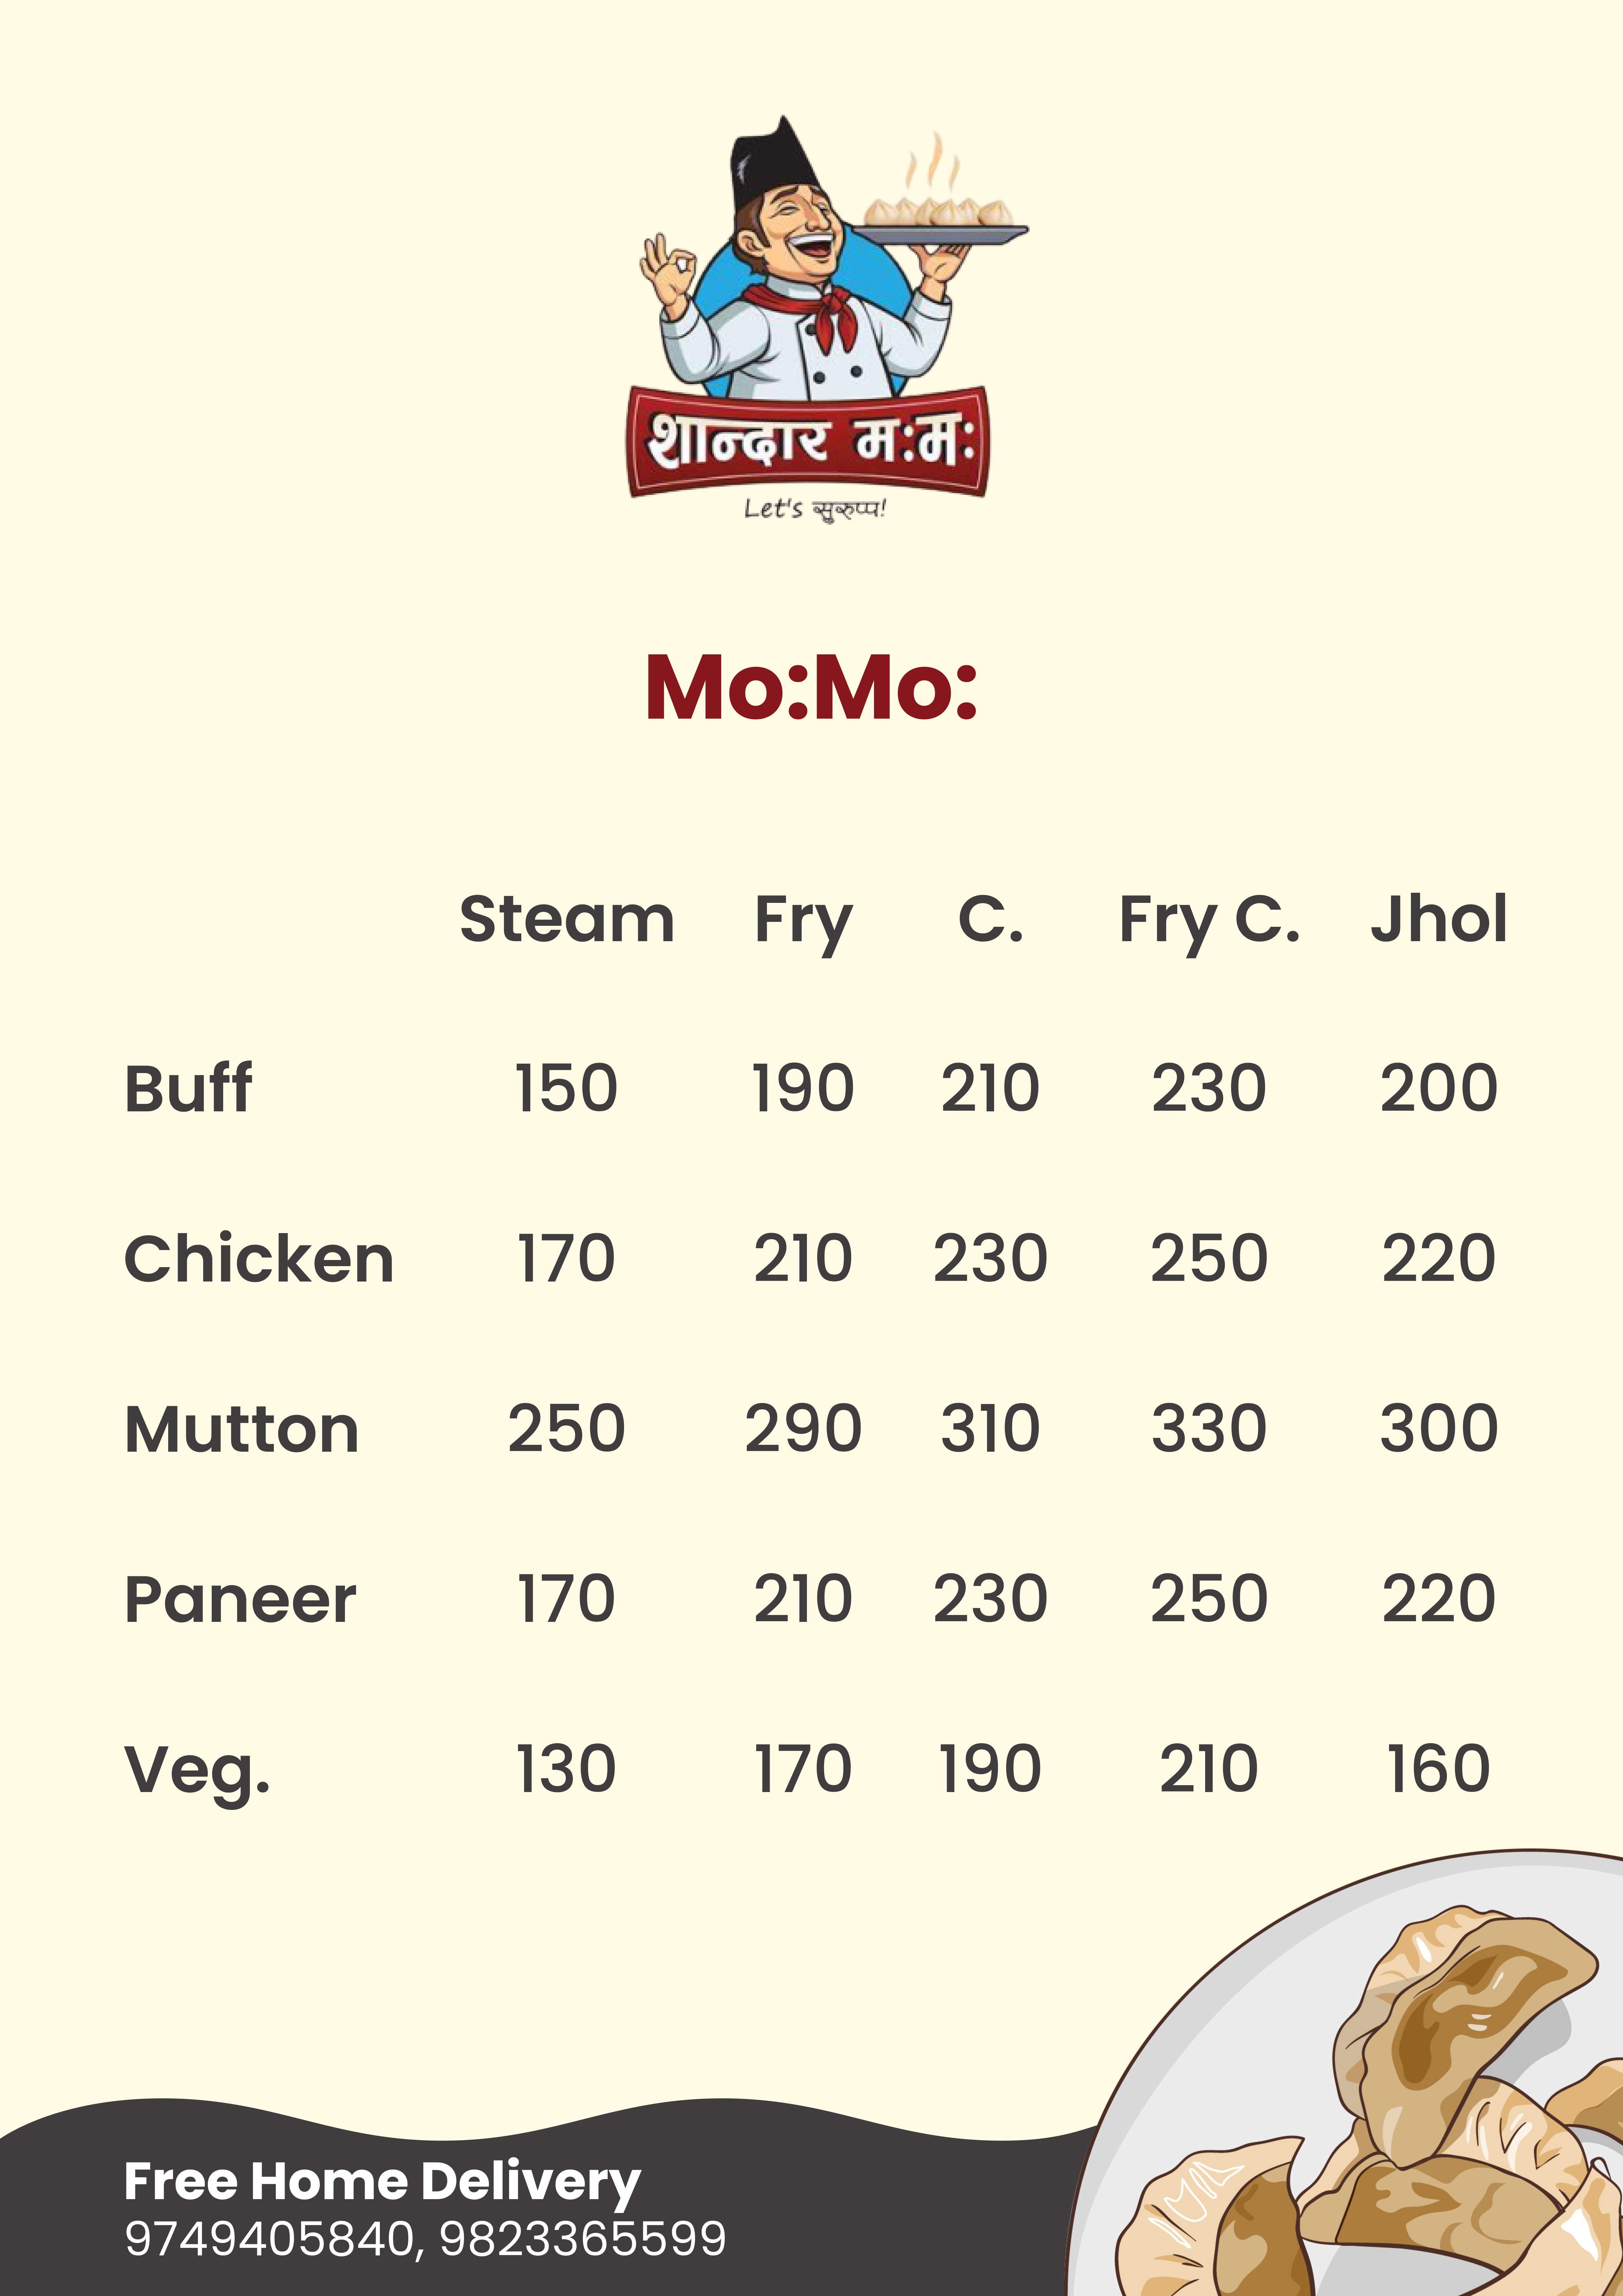 शान्दार म:म:
Let's सुरुप्प!
Mo:Mo:
Steam Fry C. Fry C. Jhol
Buff 150 190 210 230 200
Chicken 170 210 230 250 220
Mutton 250 290 310 330 300
Paneer 170 210 230 250 220
Veg. 130 170 190 210 160
Free Home Delivery
9749405840, 9823365599